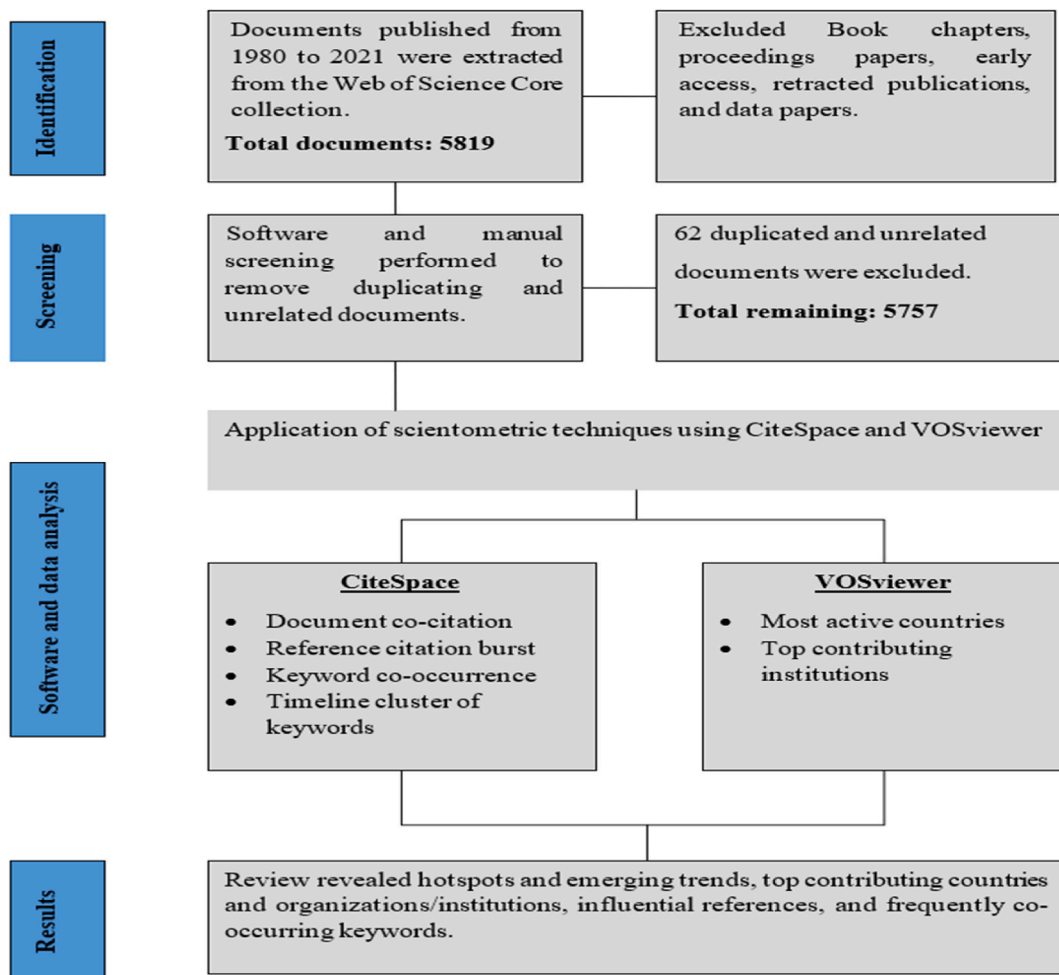 Identification
Documents published from
1980 to 2021 were extracted
from the Web of Science Core
collection.
Total documents: 5819
Excluded Book chapters,
proceedings papers, early
access, retracted publications,
and data papers.
Screening
Software and manual
screening performed to
remove duplicating and
unrelated documents.
62 duplicated and unrelated
documents were excluded.
Total remaining: 5757
Application of scientometric techniques using CiteSpace and VOSviewer
Software and data analysis
CiteSpace
• Document co-citation
• Reference citation burst
• Keyword co-occurrence
• Timeline cluster of
keywords
VOSviewer
• Most active countries
• Top contributing
institutions
Results
Review revealed hotspots and emerging trends, top contributing countries
and organizations/institutions, influential references, and frequently co-
occurring keywords.